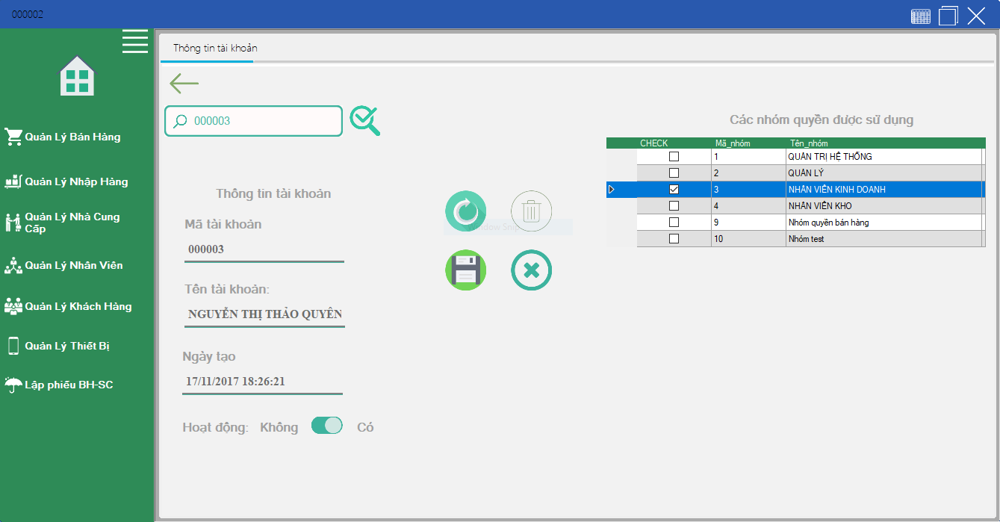 000002
Thông tin tài khoản
000003
Quản Lý Bán Hàng
Quản Lý Nhập Hàng
Quản Lý Nhà Cung
Cấp
Quản Lý Nhân Viên
Quản Lý Khách Hàng
Quản Lý Thiết Bị
Lập phiếu BH-SC
Thông tin tài khoản
Mã tài khoản
000003
Tên tài khoản:
NGUYỄN THỊ THẢO QUYÊN
Ngày tạo
17/11/2017 18:26:21
Hoạt động: Không Có
Window Snip
Các nhóm quyền được sử dụng
CHECK Mã_nhóm Tên_nhóm
1 QUẢN TRỊ HỆ THỐNG
2 QUẢN LÝ
3 NHÂN VIÊN KINH DOANH
4 NHÂN VIÊN KHO
9 Nhóm quyền bán hàng
10 Nhóm test